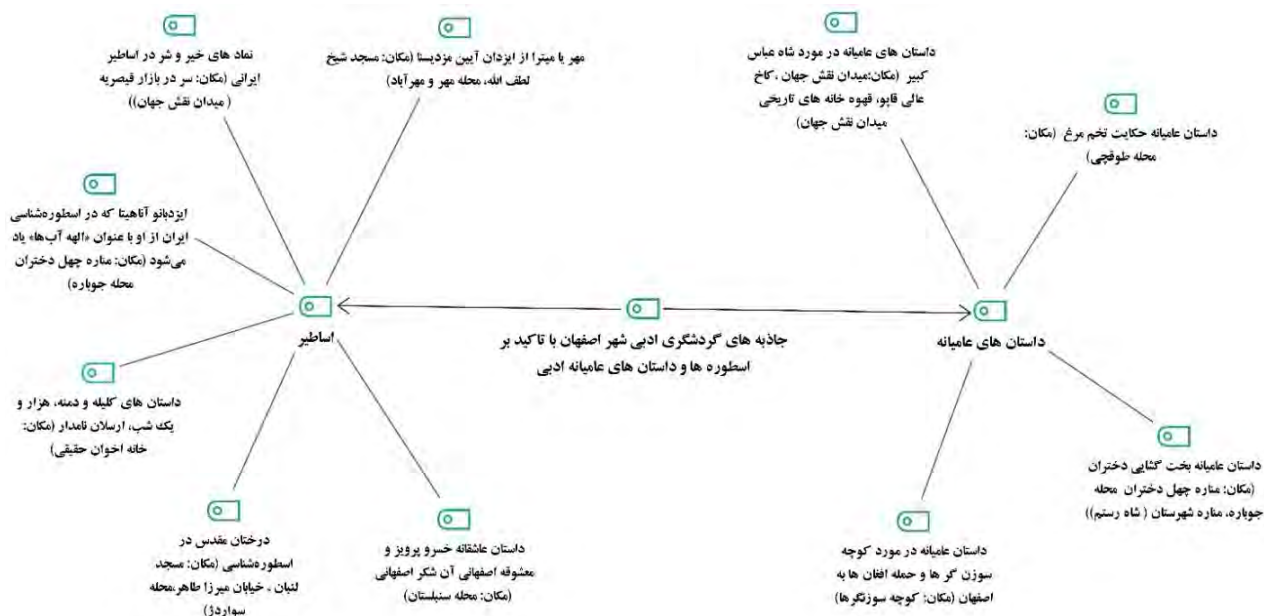 داستان های عامیانه در مورد شاه عباس
کبیر (مکان:میدان نقش جهان ،کاخ
عالی قاپو، قهوه خانه های تاریخی
میدان نقش جهان)
داستان عامیانه حکایت تخم مرغ (مکان:
محله طوقچی)
مهر یا میترا از ایزدان آیین مزدیسنا (مکان: مسجد شیخ
لطف الله، محله مهر و مهرآباد)
نماد های خیر و شر در اساطیر
ایرانی (مکان: سر در بازار قیصریه
( میدان نقش جهان))
ایزدبانو آناهیتا که در اسطوره‌شناسی
ایران از او با عنوان «الهه آب‌ها» یاد
می‌شود (مکان: مناره چهل دختران
محله جوباره)
داستان های عامیانه
جاذبه های گردشگری ادبی شهر اصفهان با تاکید بر
اسطوره ها و داستان های عامیانه ادبی
اساطیر
داستان های کلیله و دمنه، هزار و
یک شب، ارسلان نامدار (مکان:
خانه اخوان حقیقی)
داستان عامیانه بخت گشایی دختران
(مکان: مناره چهل دختران محله
جوباره، مناره شهرستان ( شاه رستم))
داستان عامیانه در مورد کوچه
سوزن گر ها و حمله افغان ها به
اصفهان (مکان: کوچه سوزنگرها)
داستان عاشقانه خسرو پرویز و
معشوقه اصفهانی آن شکر اصفهانی
(مکان: محله سنبلستان)
درختان مقدس در
اسطوره‌شناسی (مکان: مسجد
لنبان ، خیابان میرزا طاهر،محله
سواردژ)